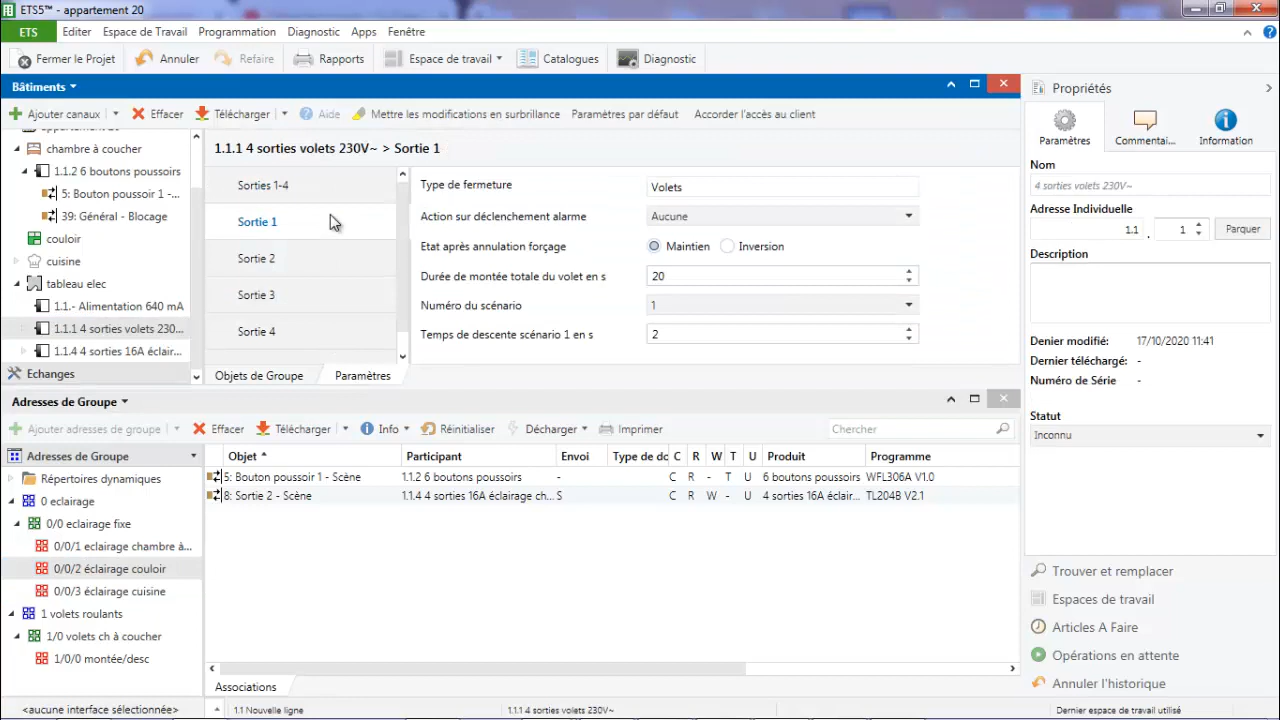 ETS5™ - appartement 20
ETS Editer Espace de Travail Programmation Diagnostic Apps Fenêtre
Fermer le Projet Annuler Refaire Rapports Espace de travail Catalogues Diagnostic
Bâtiments
Ajouter canaux Effacer Télécharger Aide Mettre les modifications en surbrillance Paramètres par défaut Accorder l'accès au client
appartement 20
chambre à coucher
1.1.2 6 boutons poussoirs
5: Bouton poussoir 1 -...
39: Général - Blocage
couloir
cuisine
tableau elec
1.1.- Alimentation 640 mA
1.1.1 4 sorties volets 230...
1.1.4 4 sorties 16A éclair...
Echanges
1.1.1 4 sorties volets 230V~ > Sortie 1
Sorties 1-4
Sortie 1
Sortie 2
Sortie 3
Sortie 4
Type de fermeture Volets
Action sur déclenchement alarme Aucune
Etat après annulation forçage Maintien Inversion
Durée de montée totale du volet en s 20
Numéro du scénario 1
Temps de descente scénario 1 en s 2
Objets de Groupe Paramètres
Adresses de Groupe
Ajouter adresses de groupe Effacer Télécharger Info Réinitialiser Décharger Imprimer Chercher
Adresses de Groupe
Répertoires dynamiques
0 eclairage
0/0 eclairage fixe
0/0/1 eclairage chambre à...
0/0/2 éclairage couloir
0/0/3 éclairage cuisine
1 volets roulants
1/0 volets ch à coucher
1/0/0 montée/desc
Objet Participant Envoi Type de do C R W T U Produit Programme
5: Bouton poussoir 1 - Scène 1.1.2 6 boutons poussoirs - C R - T U 6 boutons poussoirs WFL306A V1.0
8: Sortie 2 - Scène 1.1.4 4 sorties 16A éclairage ch... S C R W - U 4 sorties 16A éclair... TL204B V2.1
Associations
Propriétés
Paramètres Commentai... Information
Nom
4 sorties volets 230V~
Adresse Individuelle
1.1 . 1 Parquer
Description
Denier modifié: 17/10/2020 11:41
Dernier téléchargé: -
Numéro de Série -
Statut
Inconnu
Trouver et remplacer
Espaces de travail
Articles A Faire
Opérations en attente
Annuler l'historique
<aucune interface sélectionnée> 1.1 Nouvelle ligne 1.1.1 4 sorties volets 230V~ Dernier espace de travail utilisé